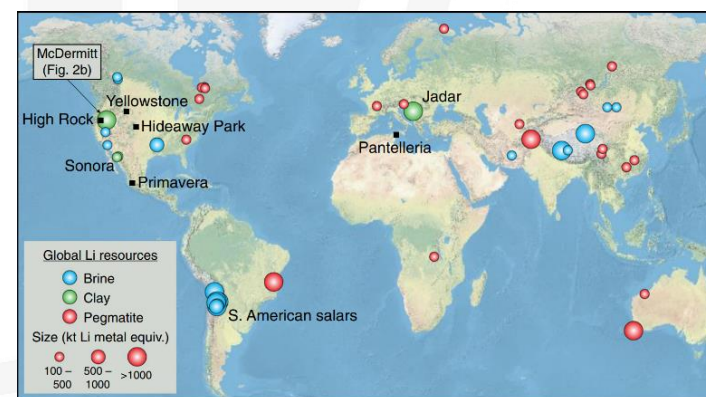 McDermitt
(Fig. 2b)
Yellowstone
High Rock
Hideaway Park
Sonora
Primavera
Jadar
Pantelleria
S. American salars
Global Li resources
Brine
Clay
Pegmatite
Size (kt Li metal equiv.)
100 –
500
500 –
1000
>1000